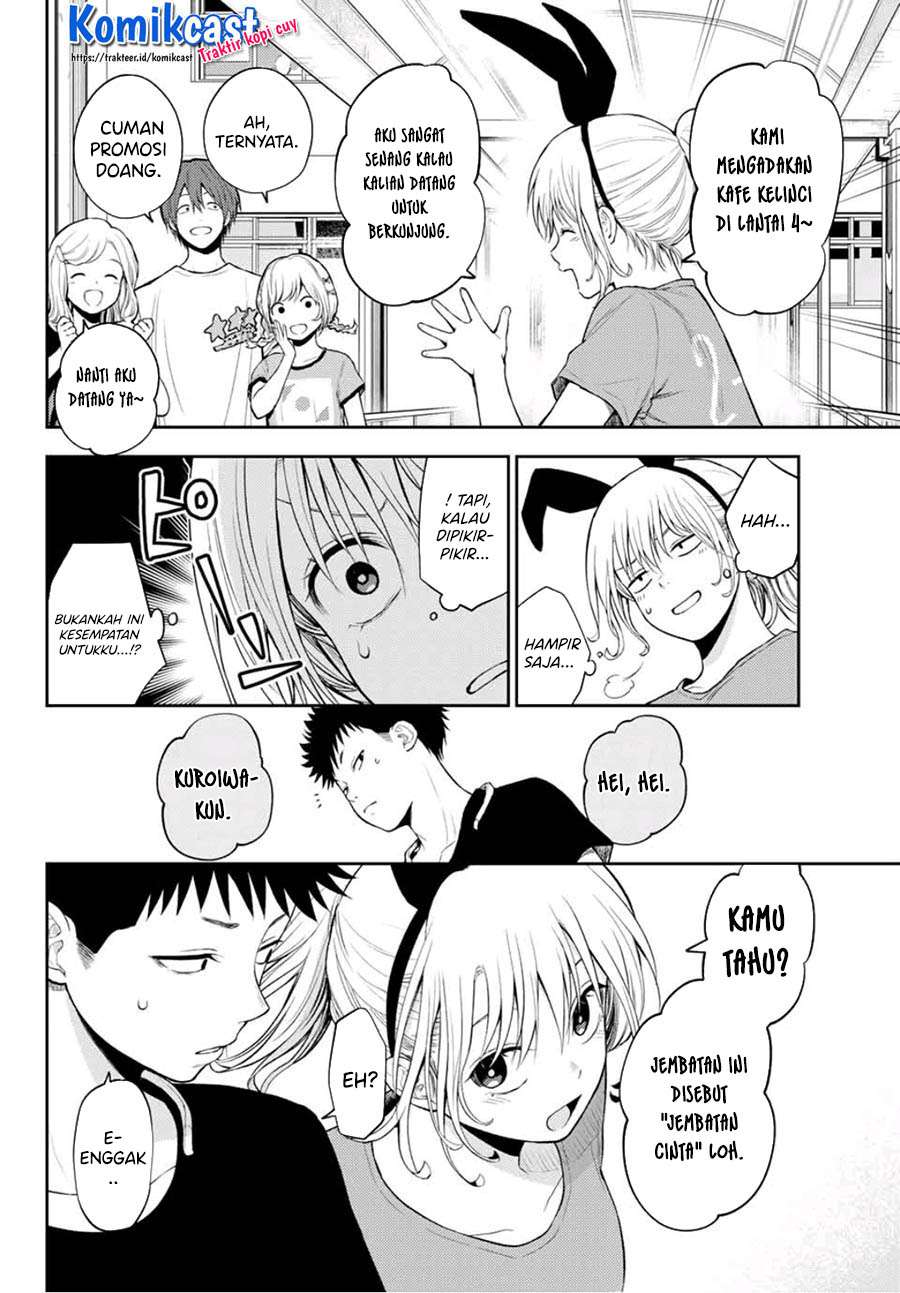 Komikcast
https://trakteer.id/komikcast
Traktir kopi cuy
KAMI
MENGADAKAN
KAFE KELINCI
DI LANTAI 4~
AKU SANGAT
SENANG KALAU
KALIAN DATANG
UNTUK
BERKUNJUNG.
AH,
TERNYATA.
CUMAN
PROMOSI
DOANG.
NANTI AKU
DATANG YA~
HAH...
HAMPIR
SAJA...
! TAPI,
KALAU
DIPIKIR-
PIKIR...
ピーン
BUKANKAH INI
KESEMPATAN
UNTUKKU...!?
HEI, HEI.
KUROIWA-
KUN.
KAMU
TAHU?
JEMBATAN INI
DISEBUT
"JEMBATAN
CINTA" LOH.
EH?
E-
ENGGAK
..